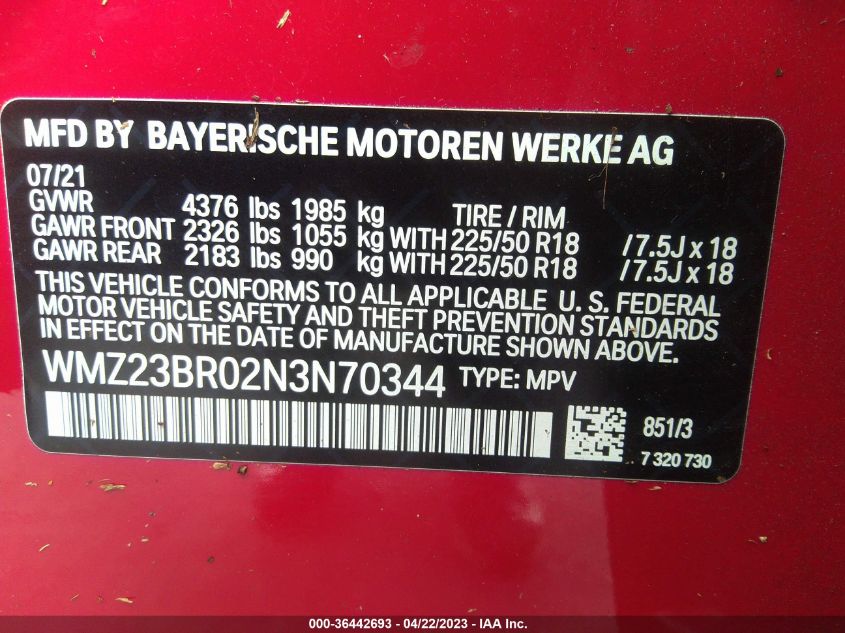 MFD BY BAYERISCHE MOTOREN WERKE AG
07/21
GVWR 4376 lbs 1985 kg TIRE / RIM
GAWR FRONT 2326 lbs 1055 kg WITH 225/50 R18 / 7.5J x 18
GAWR REAR 2183 lbs 990 kg WITH 225/50 R18 / 7.5J x 18
THIS VEHICLE CONFORMS TO ALL APPLICABLE U. S. FEDERAL
MOTOR VEHICLE SAFETY AND THEFT PREVENTION STANDARDS
IN EFFECT ON THE DATE OF MANUFACTURE SHOWN ABOVE.
WMZ23BR02N3N70344 TYPE: MPV
851/3
7 320 730
000-36442693 - 04/22/2023 - IAA Inc.